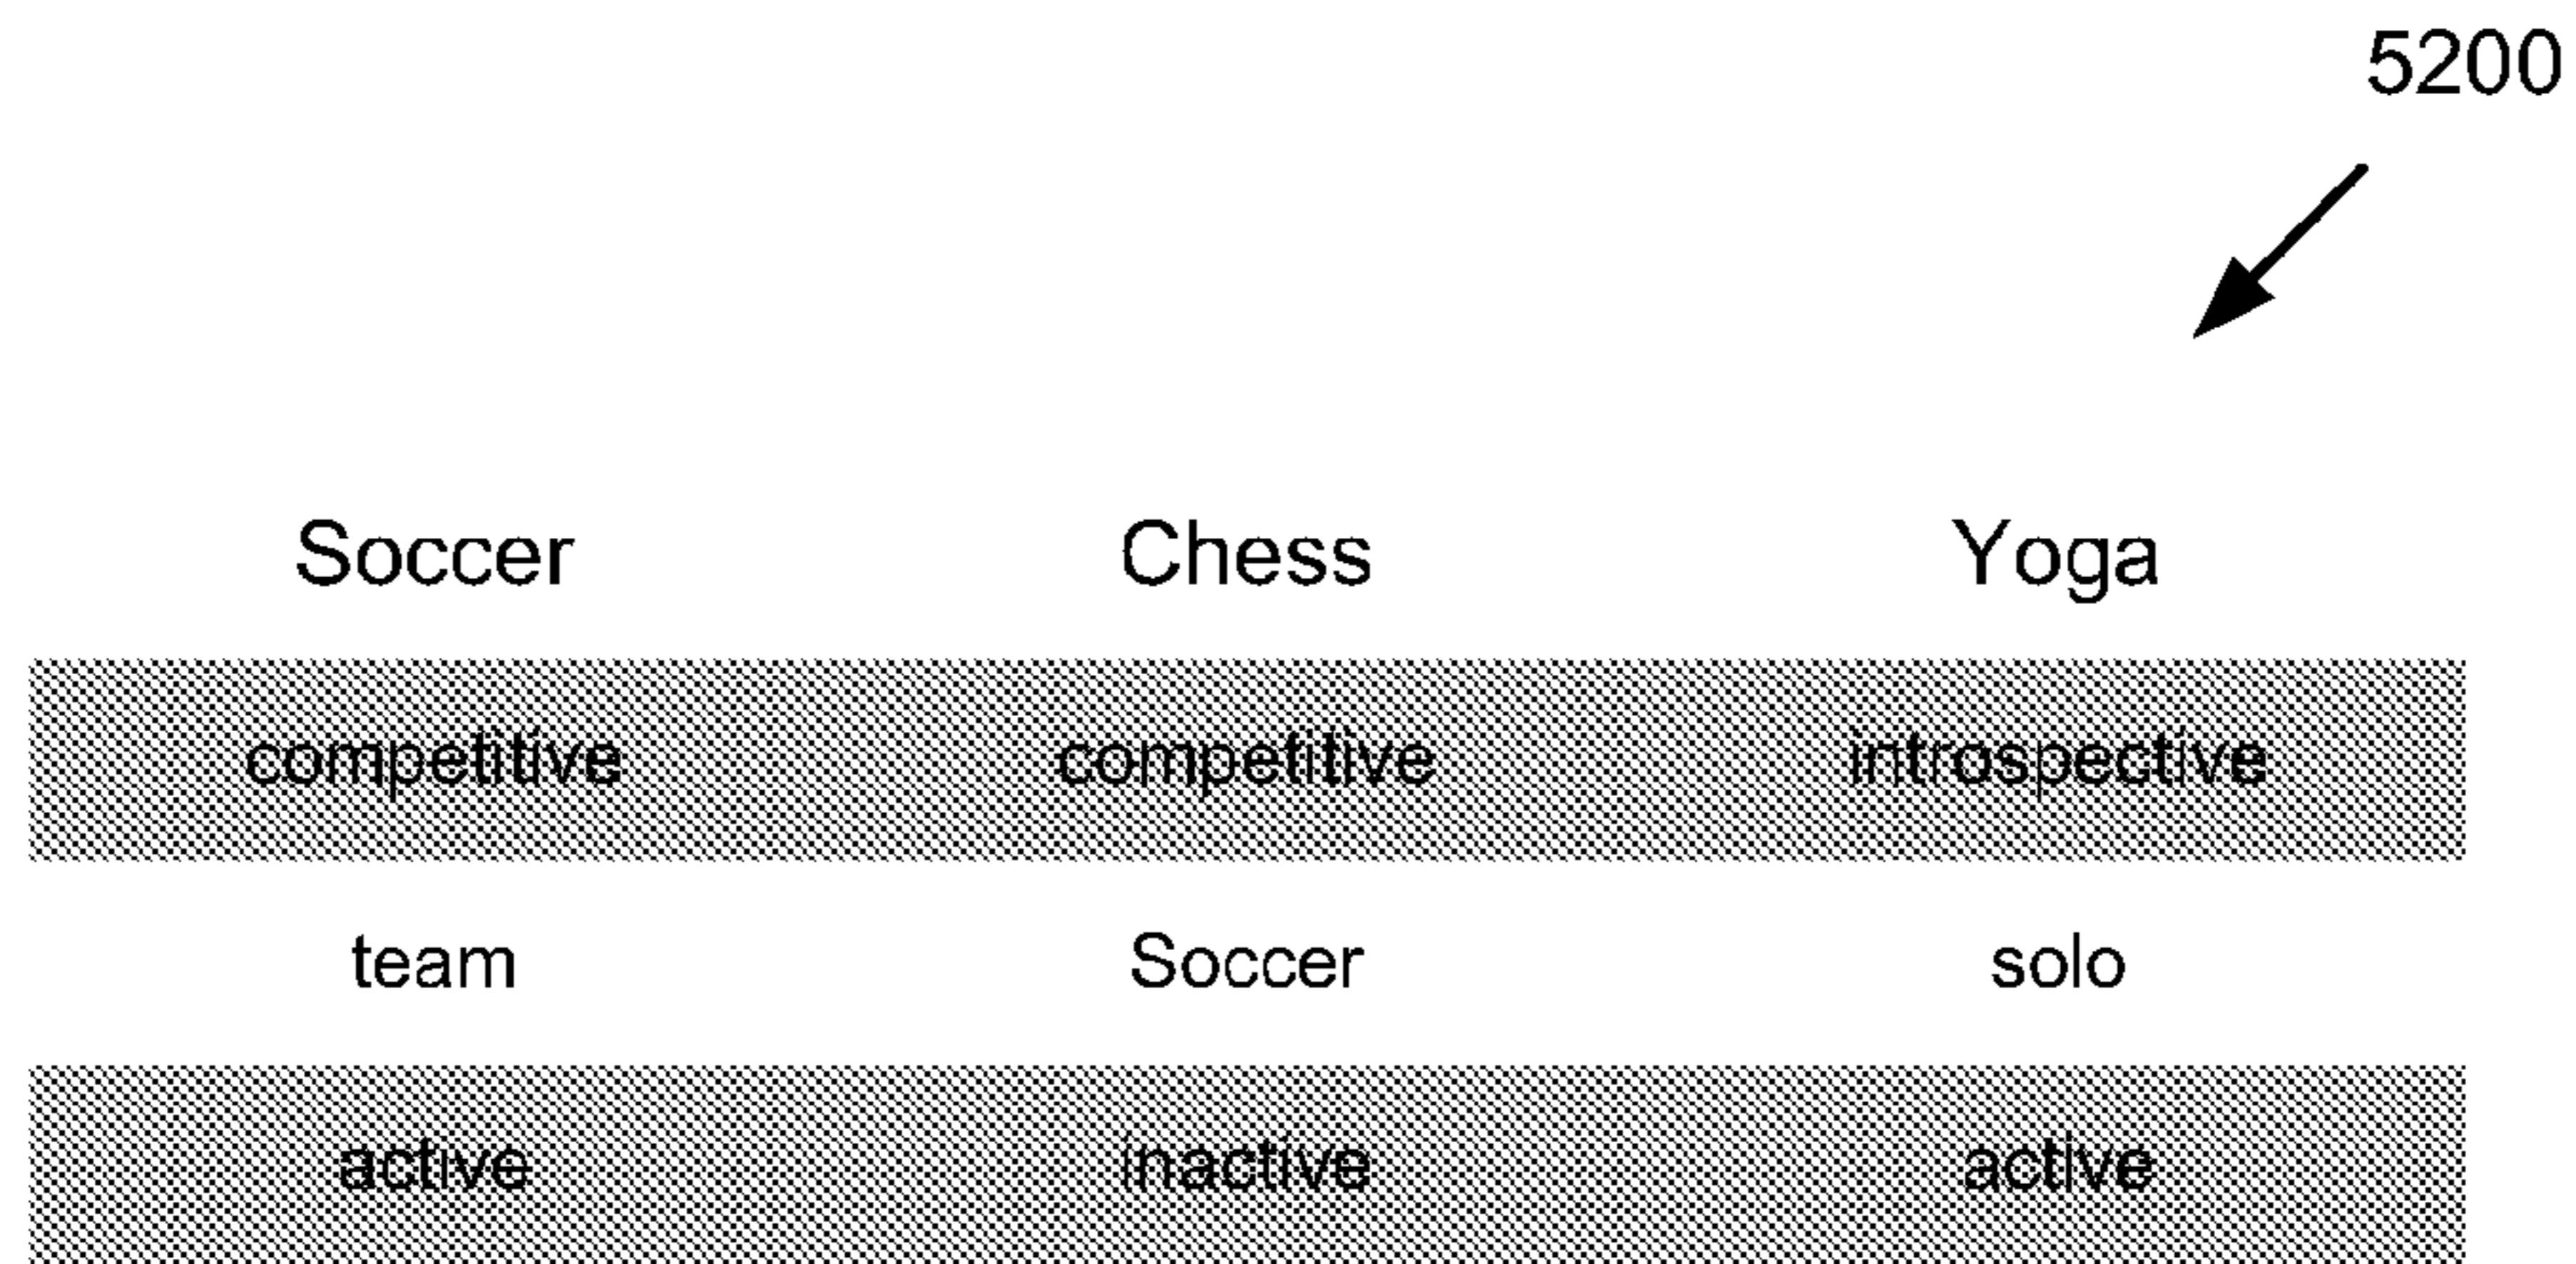 5200
Soccer Chess Yoga
competitive competitive introspective
team Soccer solo
active inactive active